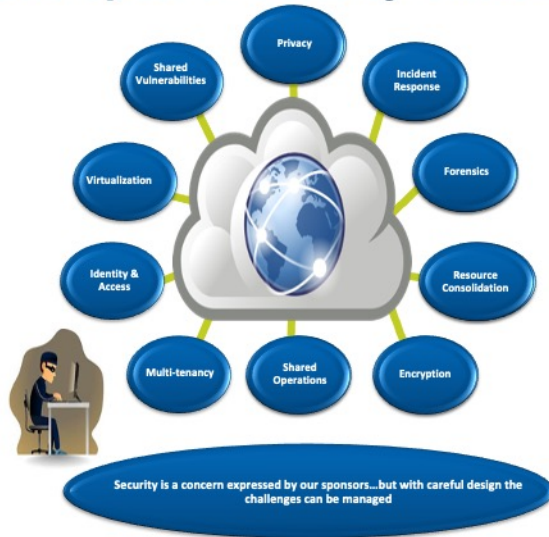 Privacy
Shared
Vulnerabilities
Incident
Response
Virtualization
Forensics
Identity &
Access
Resource
Consolidation
Multi-tenancy
Shared
Operations
Encryption
Security is a concern expressed by our sponsors...but with careful design the
challenges can be managed